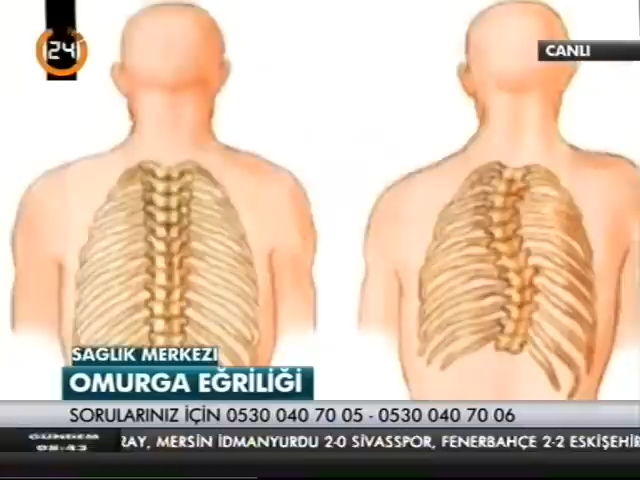 24
CANLI
SAĞLIK MERKEZİ
OMURGA EĞRİLİĞİ
SORULARINIZ İÇİN 0530 040 70 05 - 0530 040 70 06
GÜNDEM
RAY, MERSİN İDMANYURDU 2-0 SİVASSPOR, FENERBAHÇE 2-2 ESKİŞEHİR
08:43